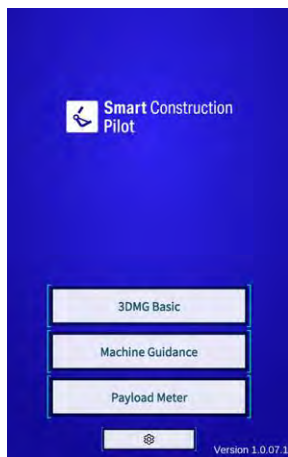 Smart Construction
Pilot
3DMG Basic
Machine Guidance
Payload Meter
Version 1.0.07.1